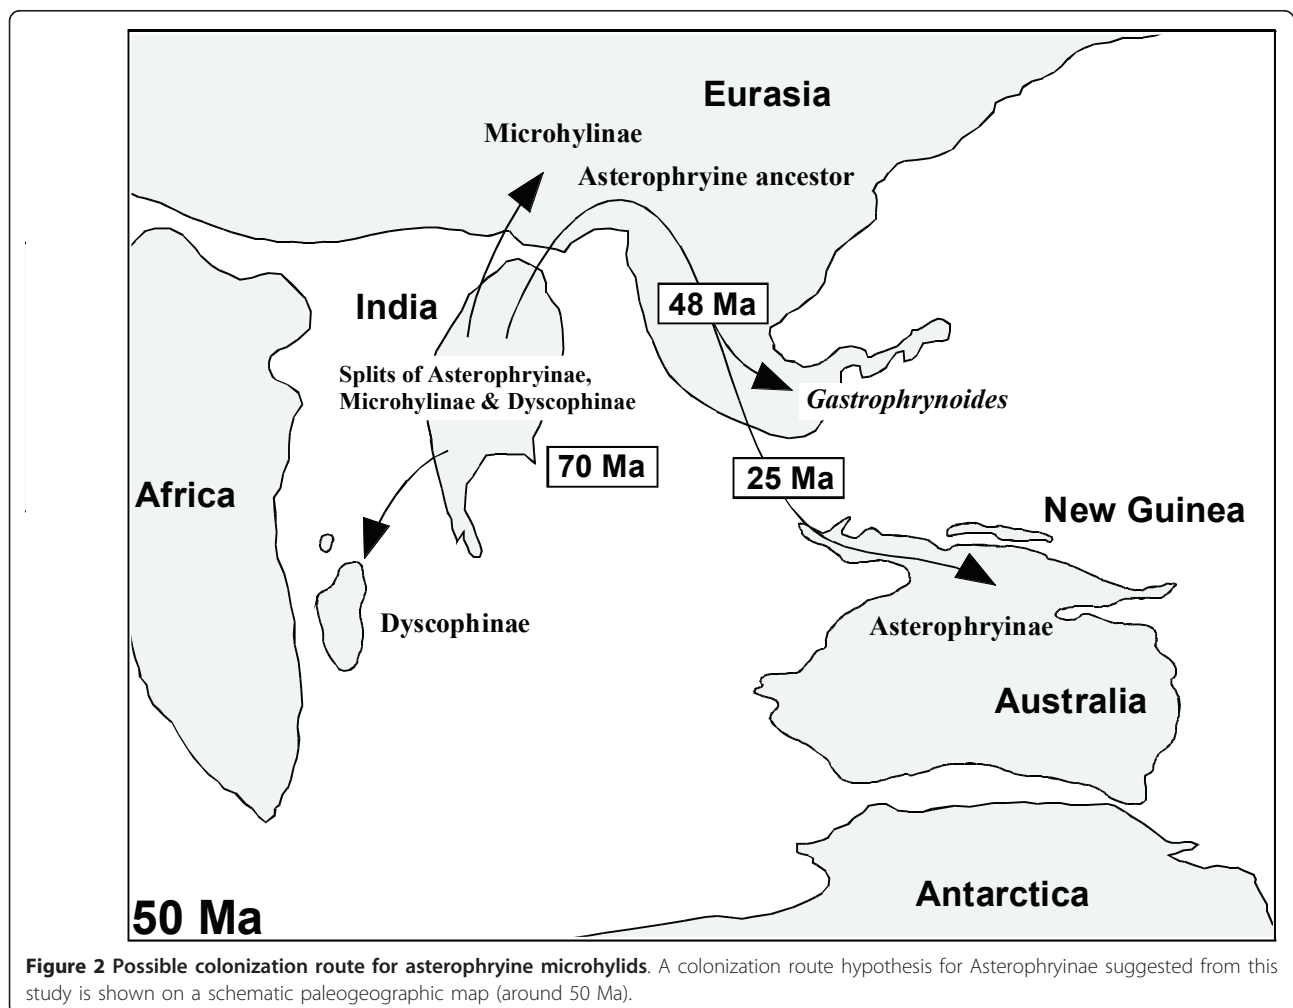 Eurasia
Microhylinae
Asterophryine ancestor
India
48 Ma
Splits of Asterophryinae,
Microhylinae & Dyscophinae
Gastrophrynoides
70 Ma
25 Ma
Africa
New Guinea
Dyscophinae
Asterophryinae
Australia
Antarctica
50 Ma
Figure 2 Possible colonization route for asterophryine microhylids. A colonization route hypothesis for Asterophryinae suggested from this
study is shown on a schematic paleogeographic map (around 50 Ma).